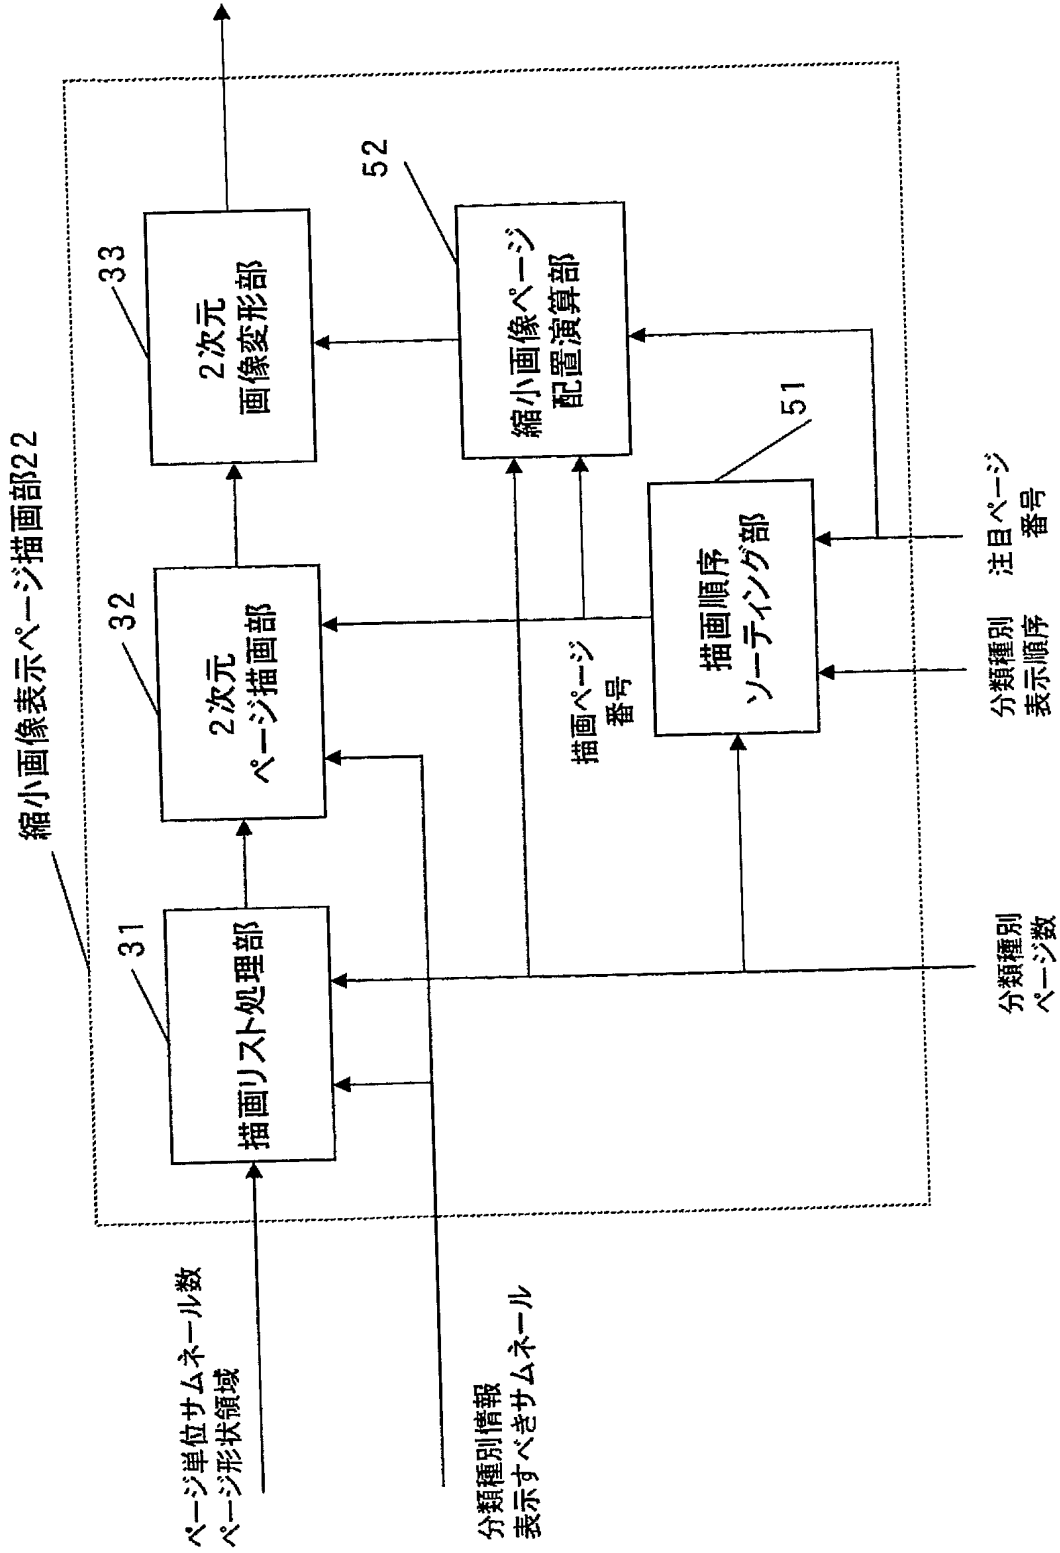 縮小画像表示ページ描画部22
31
描画リスト処理部
32
2次元
ページ描画部
33
2次元
画像変形部
52
縮小画像ページ
配置演算部
51
描画順序
ソーティング部
描画ページ
番号
ページ単位サムネール数
ページ形状領域
分類種別情報
表示すべきサムネール
分類種別
ページ数
分類種別
表示順序
注目ページ
番号